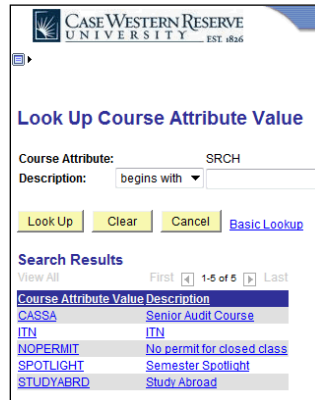 CASE WESTERN RESERVE
UNIVERSITY EST. 1826
Look Up Course Attribute Value
Course Attribute: SRCH
Description: begins with
Look Up Clear Cancel Basic Lookup
Search Results
View All First 1-5 of 5 Last
Course Attribute Value Description
CASSA Senior Audit Course
ITN ITN
NOPERMIT No permit for closed class
SPOTLIGHT Semester Spotlight
STUDYABRD Study Abroad